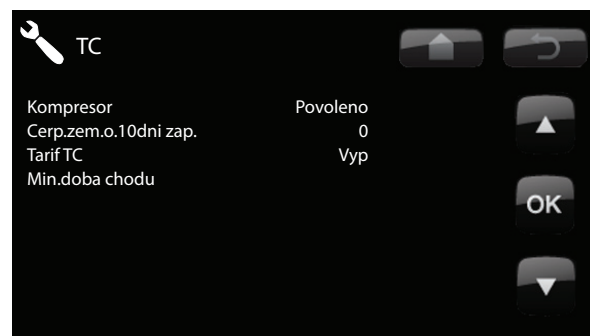 TC
Kompresor Povoleno
Cerp.zem.o.10dni zap. 0
Tarif TC Vyp
Min.doba chodu
OK